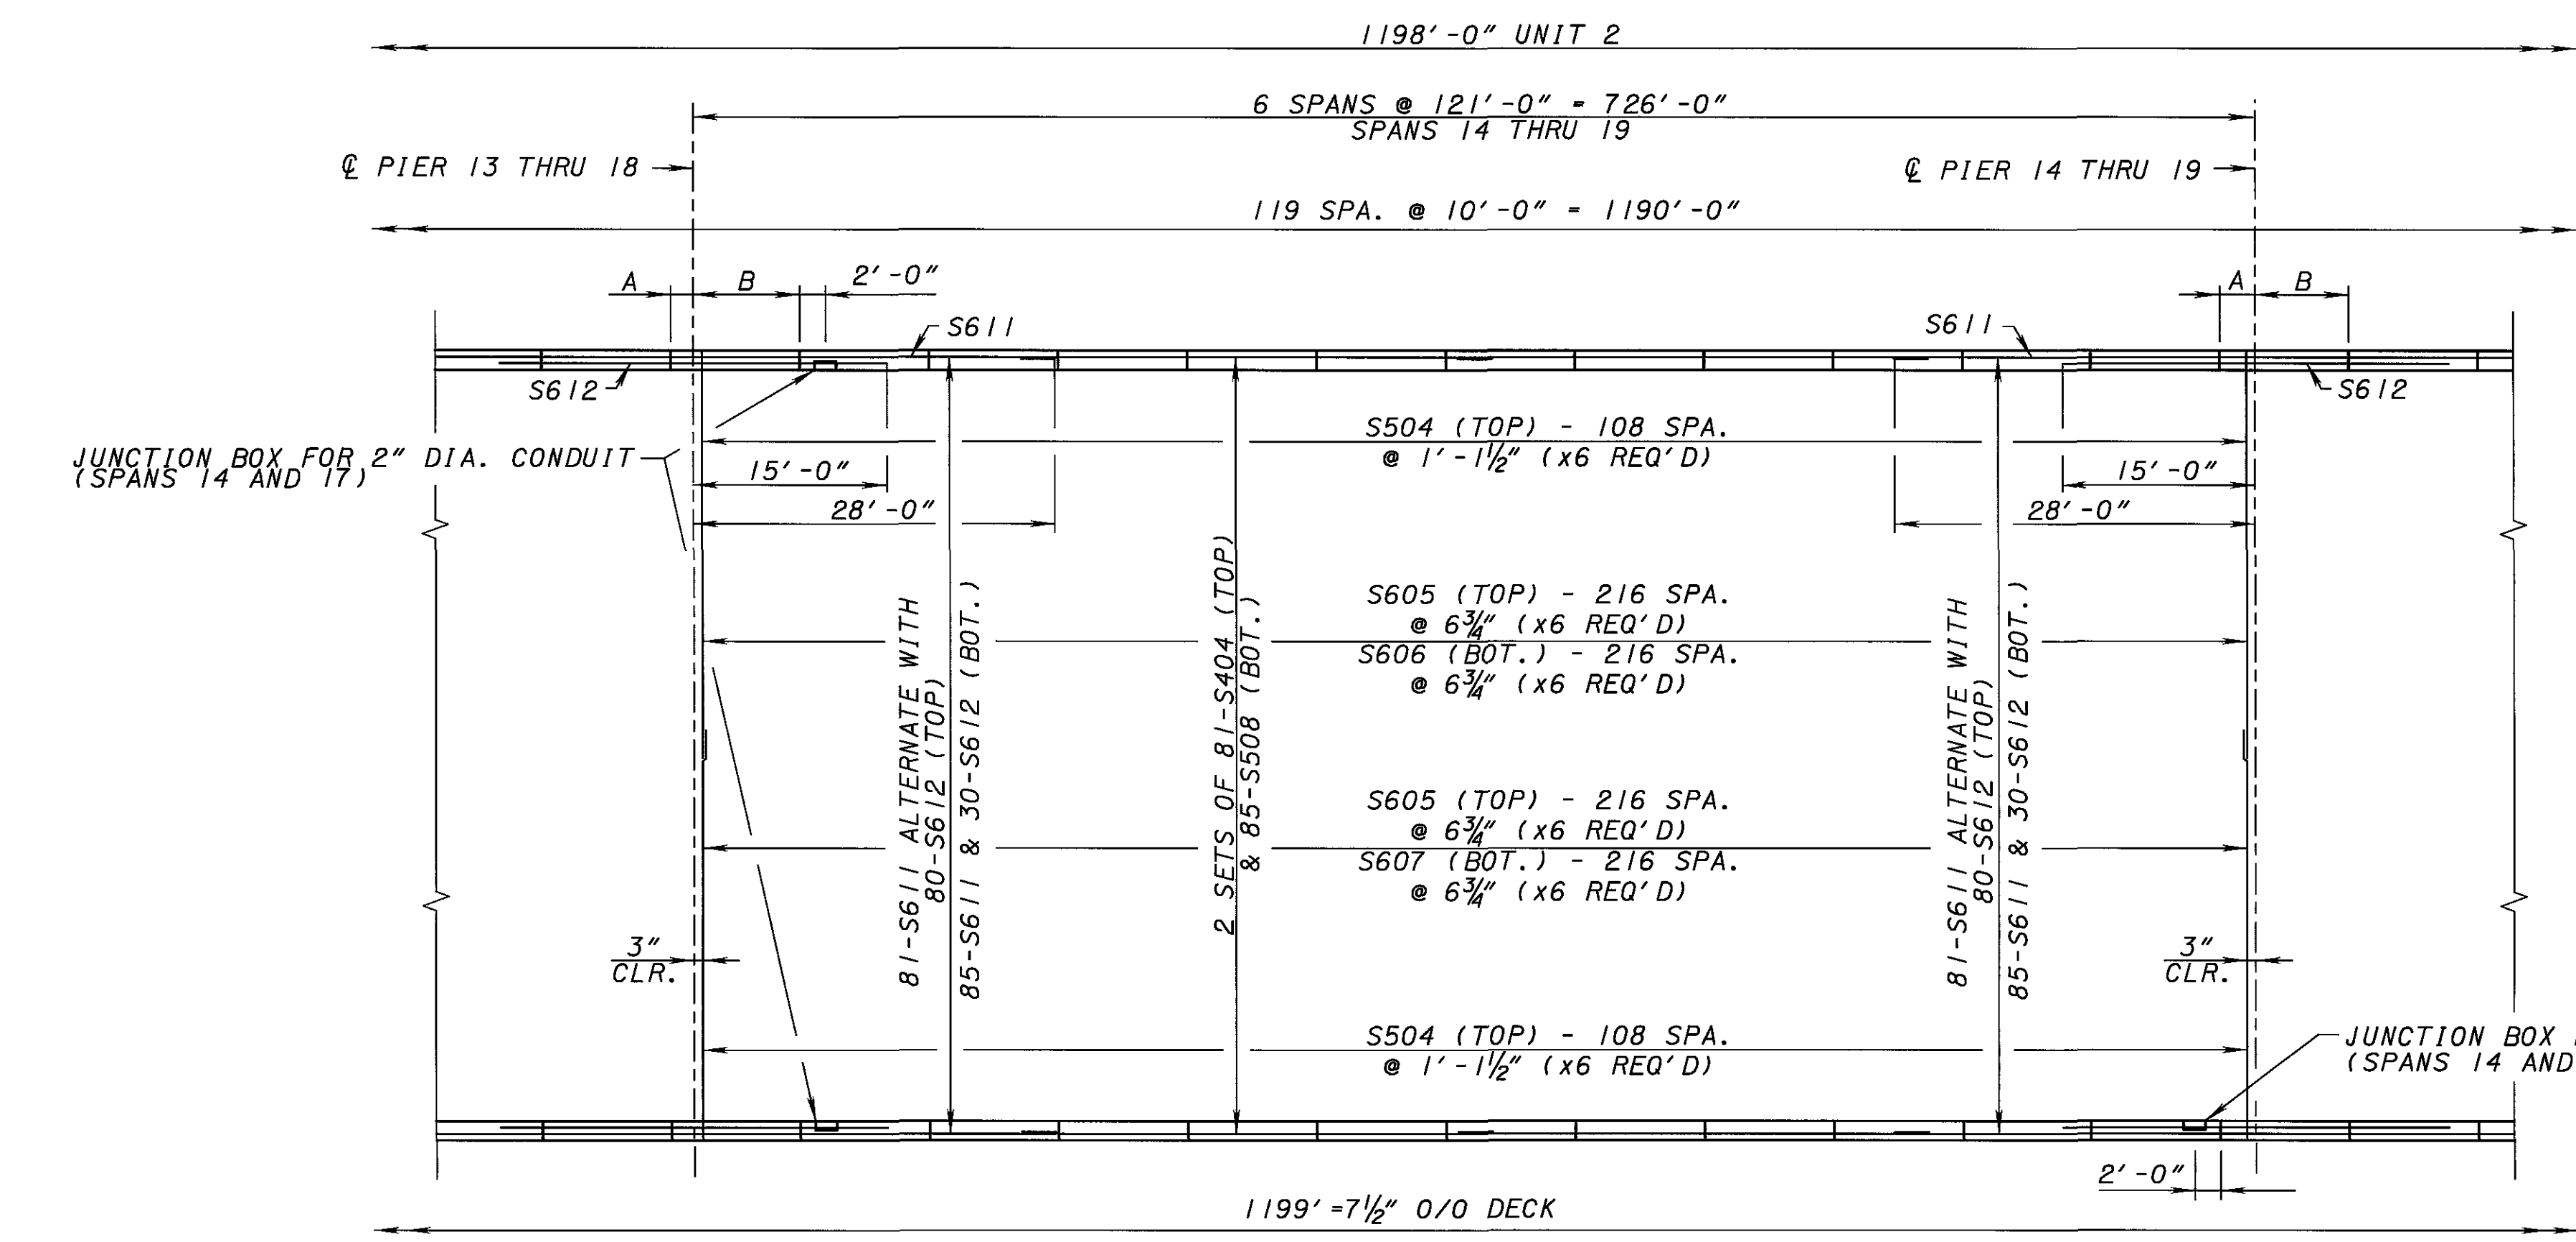 1198'-0" UNIT 2
6 SPANS @ 121'-0" = 726'-0"
SPANS 14 THRU 19
℄ PIER 13 THRU 18
℄ PIER 14 THRU 19
119 SPA. @ 10'-0" = 1190'-0"
A
B
2'-0"
A
B
S611
S611
S612
S612
JUNCTION BOX FOR 2" DIA. CONDUIT
(SPANS 14 AND 17)
S504 (TOP) - 108 SPA.
@ 1'-1½" (x6 REQ'D)
15'-0"
15'-0"
28'-0"
28'-0"
81-S611 ALTERNATE WITH
80-S612 (TOP)
85-S611 & 30-S612 (BOT.)
2 SETS OF 81-S404 (TOP)
& 85-S508 (BOT.)
S605 (TOP) - 216 SPA.
@ 6¾" (x6 REQ'D)
S606 (BOT.) - 216 SPA.
@ 6¾" (x6 REQ'D)
81-S611 ALTERNATE WITH
80-S612 (TOP)
85-S611 & 30-S612 (BOT.)
S605 (TOP) - 216 SPA.
@ 6¾" (x6 REQ'D)
S607 (BOT.) - 216 SPA.
@ 6¾" (x6 REQ'D)
3"
CLR.
3"
CLR.
S504 (TOP) - 108 SPA.
@ 1'-1½" (x6 REQ'D)
JUNCTION BOX
(SPANS 14 AND
2'-0"
1199'=7½" O/O DECK